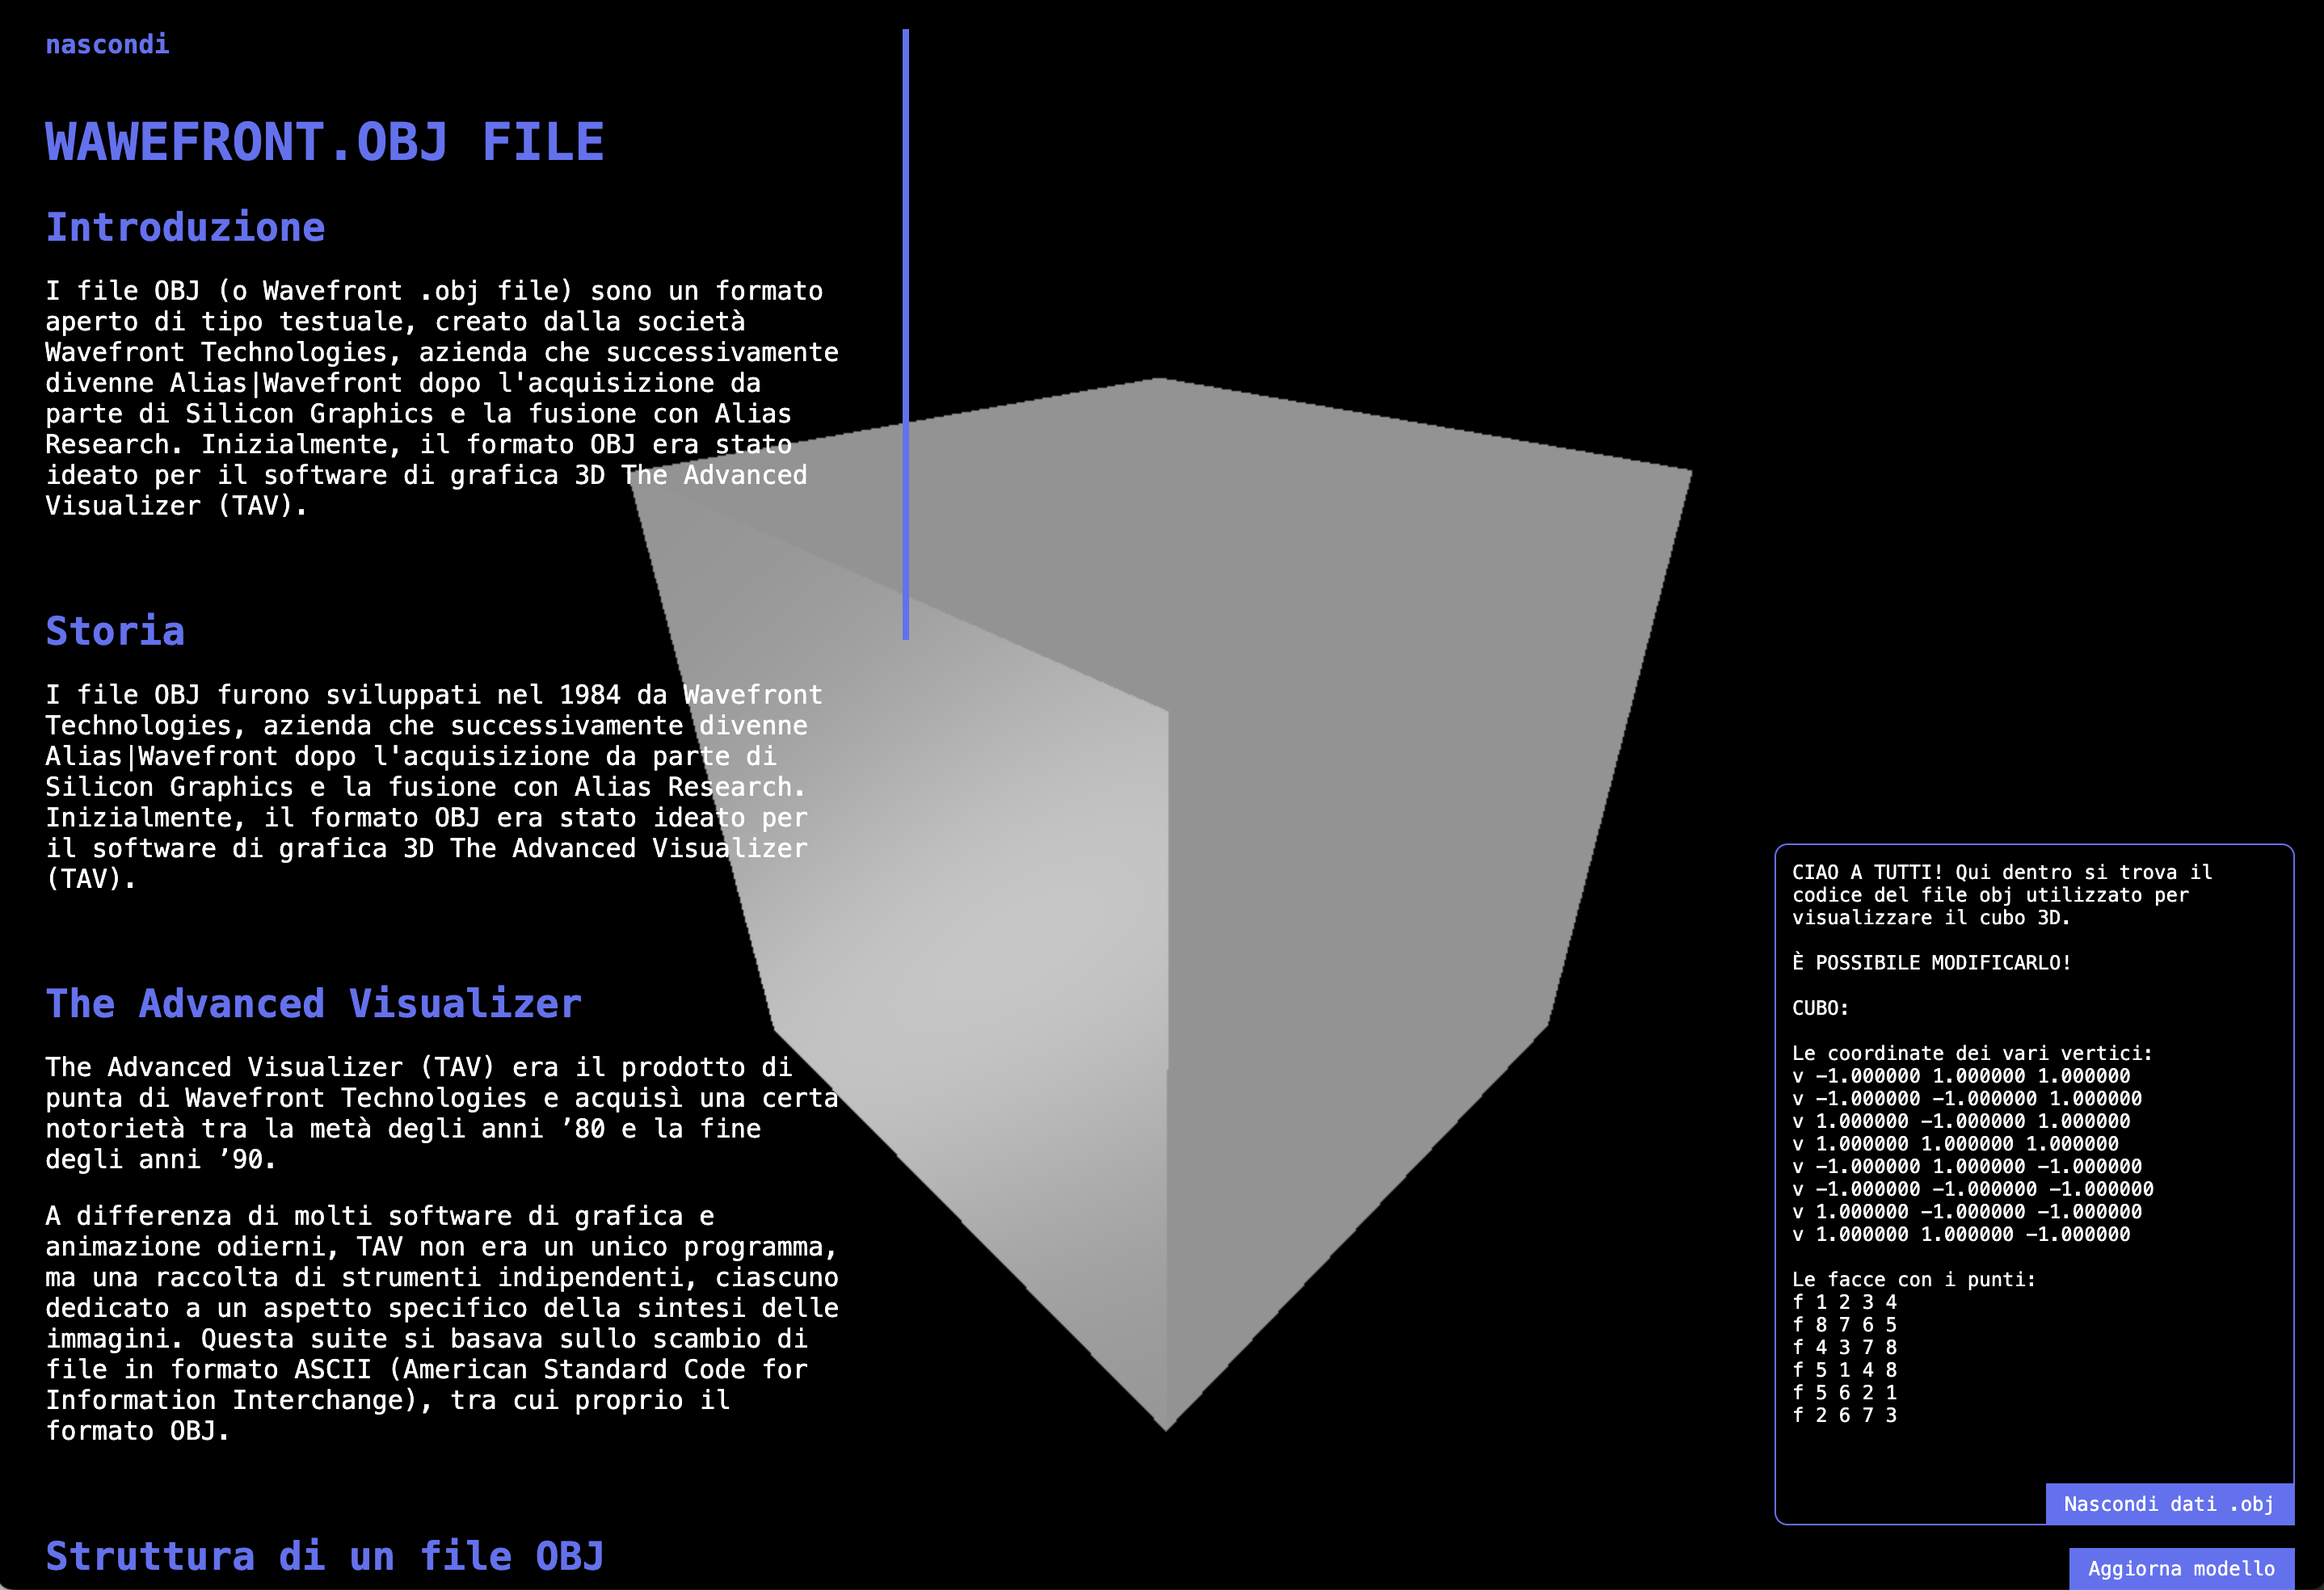 nascondi
WAWEFRONT.OBJ FILE
Introduzione
I file OBJ (o Wavefront .obj file) sono un formato
aperto di tipo testuale, creato dalla società
Wavefront Technologies, azienda che successivamente
divenne Alias|Wavefront dopo l'acquisizione da
parte di Silicon Graphics e la fusione con Alias
Research. Inizialmente, il formato OBJ era stato
ideato per il software di grafica 3D The Advanced
Visualizer (TAV).
Storia
I file OBJ furono sviluppati nel 1984 da Wavefront
Technologies, azienda che successivamente divenne
Alias|Wavefront dopo l'acquisizione da parte di
Silicon Graphics e la fusione con Alias Research.
Inizialmente, il formato OBJ era stato ideato per
il software di grafica 3D The Advanced Visualizer
(TAV).
The Advanced Visualizer
The Advanced Visualizer (TAV) era il prodotto di
punta di Wavefront Technologies e acquisì una certa
notorietà tra la metà degli anni ’80 e la fine
degli anni ’90.
A differenza di molti software di grafica e
animazione odierni, TAV non era un unico programma,
ma una raccolta di strumenti indipendenti, ciascuno
dedicato a un aspetto specifico della sintesi delle
immagini. Questa suite si basava sullo scambio di
file in formato ASCII (American Standard Code for
Information Interchange), tra cui proprio il
formato OBJ.
Struttura di un file OBJ
CIAO A TUTTI! Qui dentro si trova il
codice del file obj utilizzato per
visualizzare il cubo 3D.
È POSSIBILE MODIFICARLO!
CUBO:
Le coordinate dei vari vertici:
v -1.000000 1.000000 1.000000
v -1.000000 -1.000000 1.000000
v 1.000000 -1.000000 1.000000
v 1.000000 1.000000 1.000000
v -1.000000 1.000000 -1.000000
v -1.000000 -1.000000 -1.000000
v 1.000000 -1.000000 -1.000000
v 1.000000 1.000000 -1.000000
Le facce con i punti:
f 1 2 3 4
f 8 7 6 5
f 4 3 7 8
f 5 1 4 8
f 5 6 2 1
f 2 6 7 3
Nascondi dati .obj
Aggiorna modello